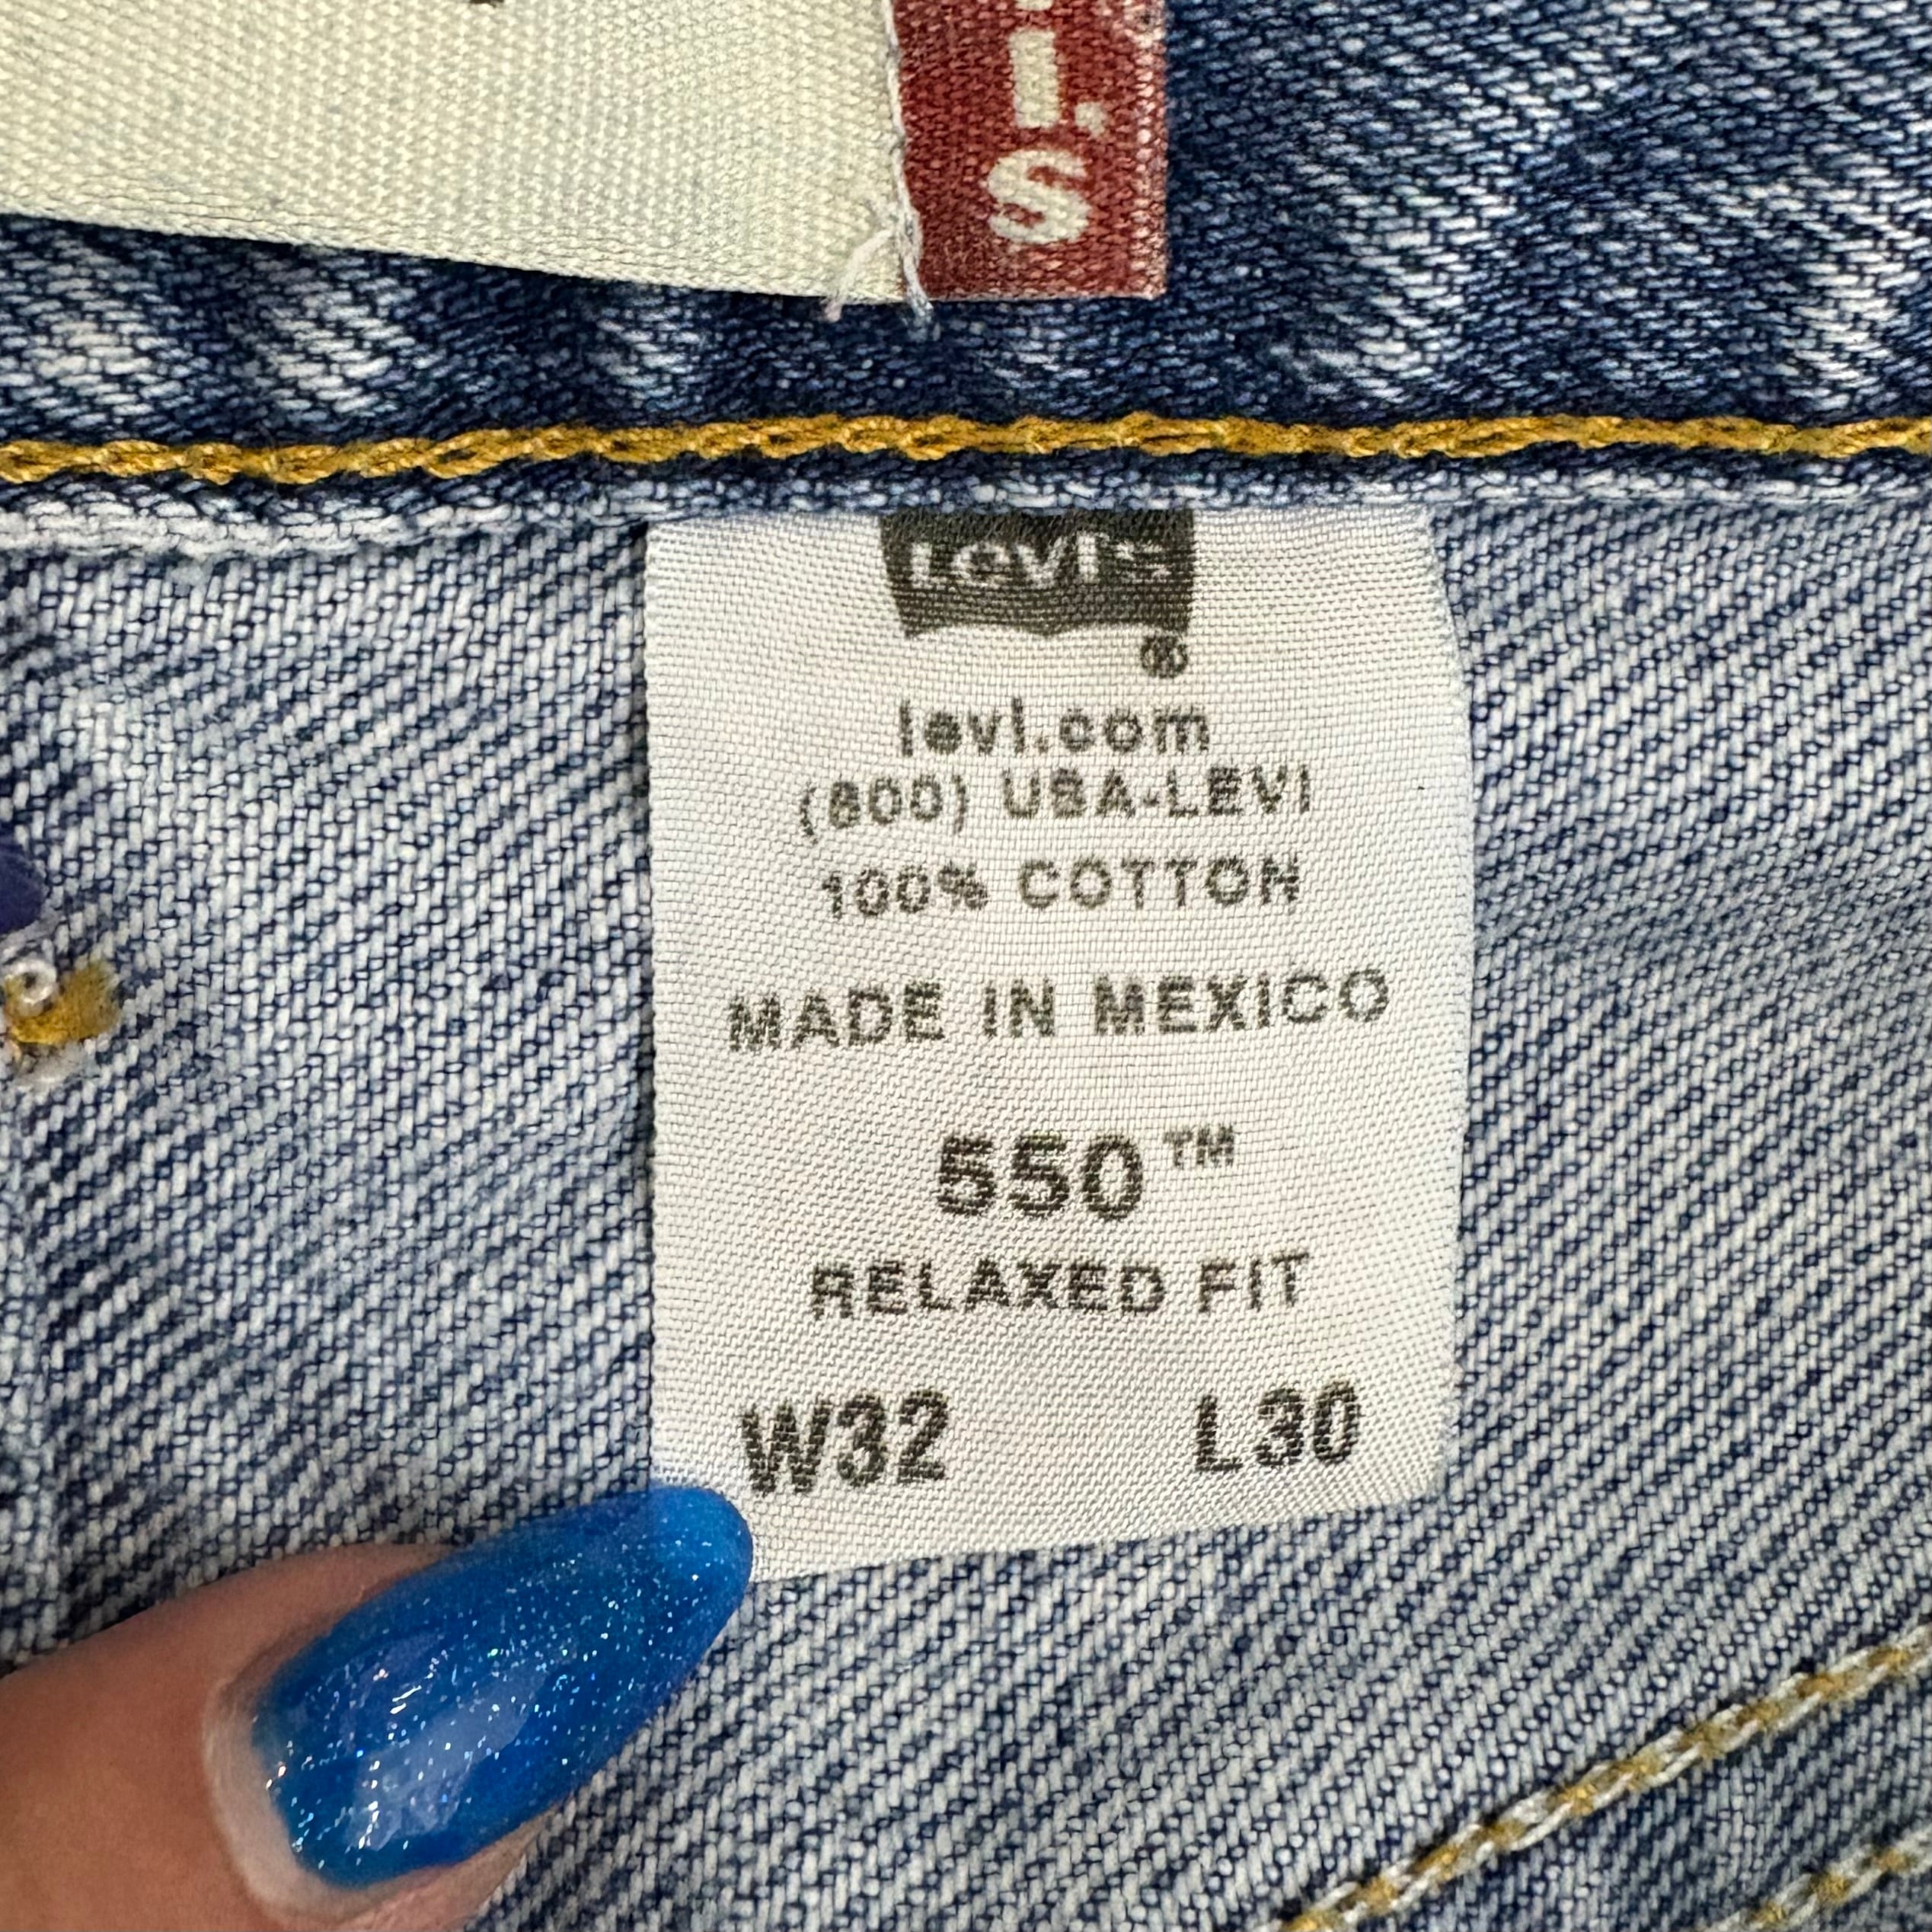 I'S
Levi's
®
levi.com
(800) USA-LEVI
100% COTTON
MADE IN MEXICO
550™
RELAXED FIT
W32 L30